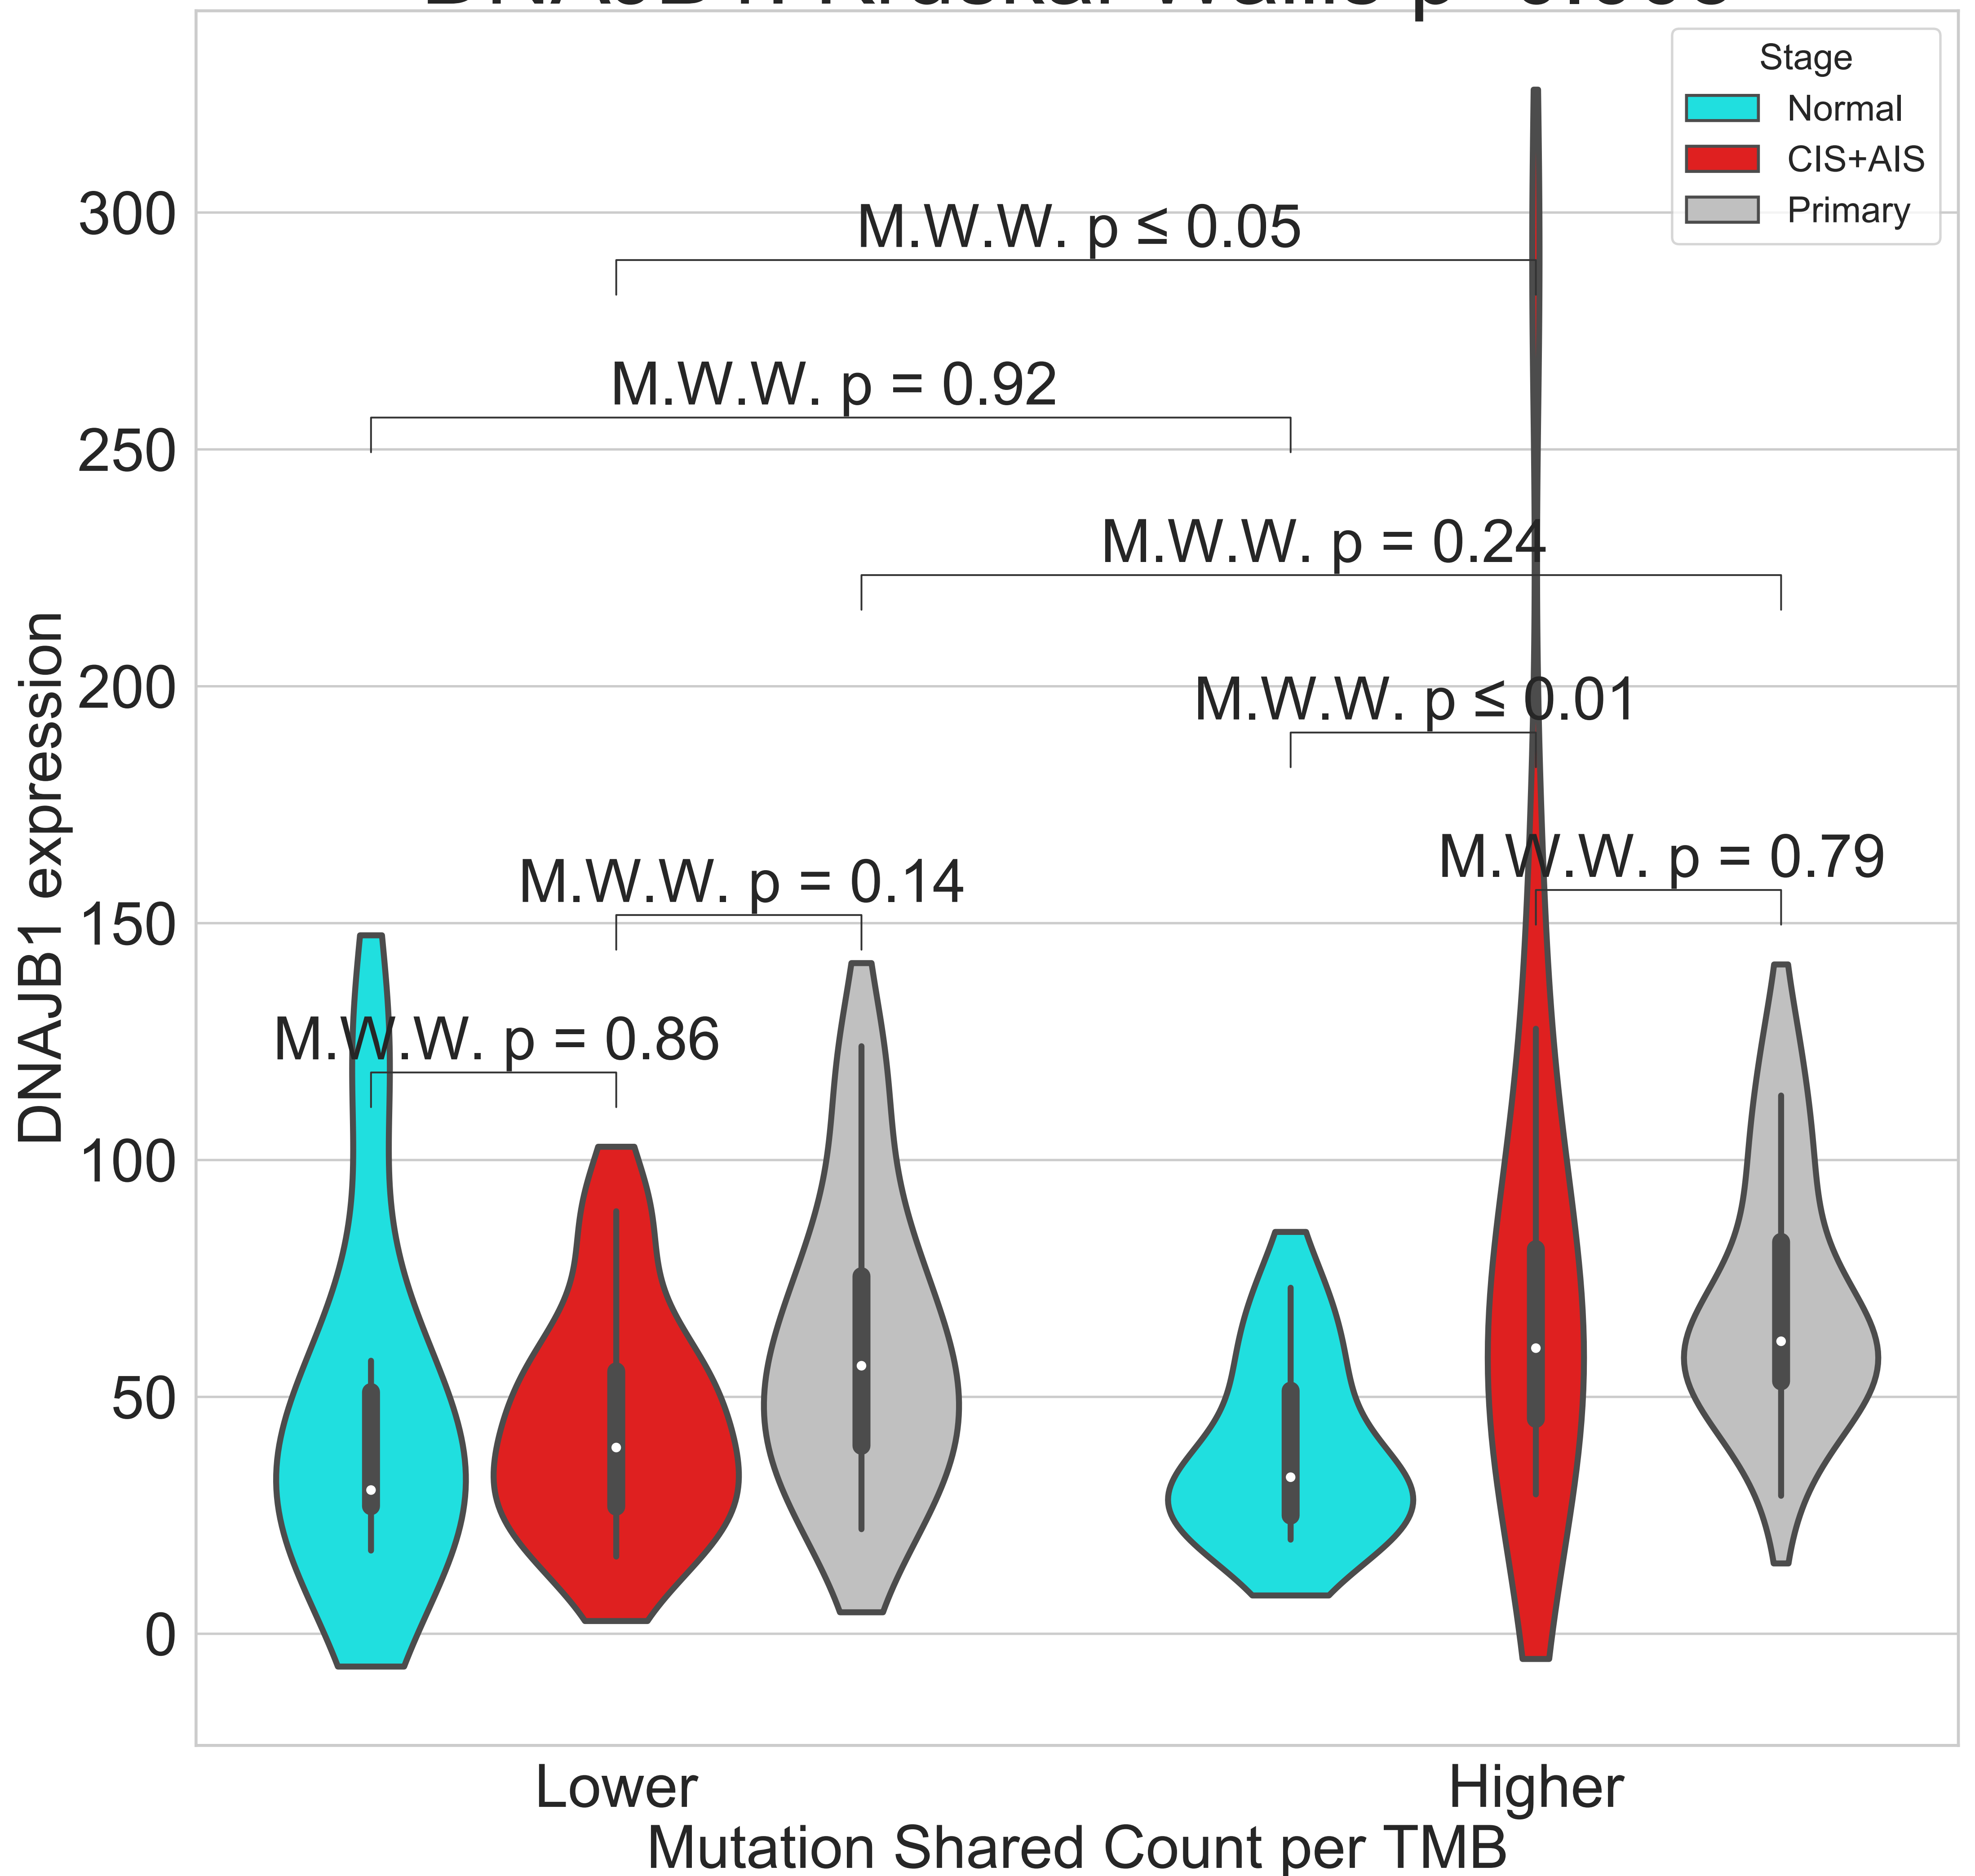 Stage
Normal
CIS+AIS
Primary
300
M.W.W. p ≤ 0.05
M.W.W. p = 0.92
250
M.W.W. p = 0.24
200
M.W.W. p ≤ 0.01
M.W.W. p = 0.79
M.W.W. p = 0.14
150
M.W.W. p = 0.86
100
50
0
DNAJB1 expression
Lower
Higher
Mutation Shared Count per TMB